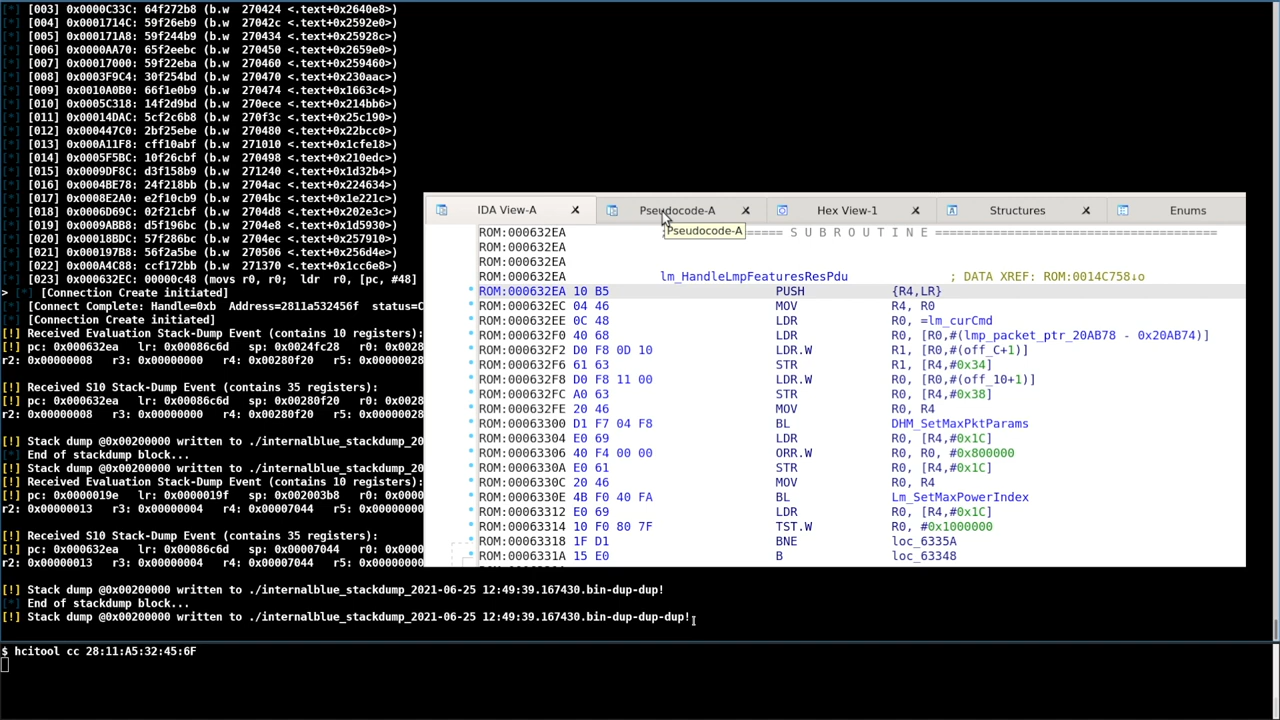 [*] [003] 0x0000C33C: 64f272b8 (b.w  270424 <.text+0x2640e8>)
[*] [004] 0x0001714C: 59f26eb9 (b.w  27042c <.text+0x2592e0>)
[*] [005] 0x000171A8: 59f244b9 (b.w  270434 <.text+0x25928c>)
[*] [006] 0x0000AA70: 65f2eebc (b.w  270450 <.text+0x2659e0>)
[*] [007] 0x00017000: 59f22eba (b.w  270460 <.text+0x259460>)
[*] [008] 0x0003F9C4: 30f254bd (b.w  270470 <.text+0x230aac>)
[*] [009] 0x0010A0B0: 66f1e0b9 (b.w  270474 <.text+0x1663c4>)
[*] [010] 0x0005C318: 14f2d9bd (b.w  270ece <.text+0x214bb6>)
[*] [011] 0x00014DAC: 5cf2c6b8 (b.w  270f3c <.text+0x25c190>)
[*] [012] 0x000447C0: 2bf25ebe (b.w  270480 <.text+0x22bcc0>)
[*] [013] 0x000A11F8: cff10abf (b.w  271010 <.text+0x1cfe18>)
[*] [014] 0x0005F5BC: 10f26cbf (b.w  270498 <.text+0x210edc>)
[*] [015] 0x0009DF8C: d3f158b9 (b.w  271240 <.text+0x1d32b4>)
[*] [016] 0x0004BE78: 24f218bb (b.w  2704ac <.text+0x224634>)
[*] [017] 0x0008E2A0: e2f10cb9 (b.w  2704bc <.text+0x1e221c>)
[*] [018] 0x0006D69C: 02f21cbf (b.w  2704d8 <.text+0x202e3c>)
[*] [019] 0x0009ABB8: d5f196bc (b.w  2704e8 <.text+0x1d5930>)
[*] [020] 0x00018BDC: 57f286bc (b.w  2704ec <.text+0x257910>)
[*] [021] 0x000197B8: 56f2a5be (b.w  270506 <.text+0x256d4e>)
[*] [022] 0x000A4C88: ccf172bb (b.w  271370 <.text+0x1cc6e8>)
[*] [023] 0x000632EC: 00000c48 (movs r0, r0;  ldr  r0, [pc, #48]
> [*] [Connection Create initiated]
[*] [Connect Complete: Handle=0xb  Address=2811a532456f  status=C
[*] [Connection Create initiated]
[!] Received Evaluation Stack-Dump Event (contains 10 registers):
[!] pc: 0x000632ea   lr: 0x00086c6d   sp: 0x0024fc28   r0: 0x0028
r2: 0x00000008   r3: 0x00000000   r4: 0x00280f20   r5: 0x00000028
[!] Received S10 Stack-Dump Event (contains 35 registers):
[!] pc: 0x000632ea   lr: 0x00086c6d   sp: 0x00280f20   r0: 0x0028
r2: 0x00000008   r3: 0x00000000   r4: 0x00280f20   r5: 0x00000028
[!] Stack dump @0x00200000 written to ./internalblue_stackdump_20
[*] End of stackdump block...
[!] Stack dump @0x00200000 written to ./internalblue_stackdump_20
[!] Received Evaluation Stack-Dump Event (contains 10 registers):
[!] pc: 0x0000019e   lr: 0x0000019f   sp: 0x002003b8   r0: 0x0000
r2: 0x00000013   r3: 0x00000004   r4: 0x00007044   r5: 0x00000000
[!] Received S10 Stack-Dump Event (contains 35 registers):
[!] pc: 0x000632ea   lr: 0x00086c6d   sp: 0x00007044   r0: 0x0000
r2: 0x00000013   r3: 0x00000004   r4: 0x00007044   r5: 0x00000000
[!] Stack dump @0x00200000 written to ./internalblue_stackdump_2021-06-25 12:49:39.167430.bin-dup-dup!
[*] End of stackdump block...
[!] Stack dump @0x00200000 written to ./internalblue_stackdump_2021-06-25 12:49:39.167430.bin-dup-dup-dup!
$ hcitool cc 28:11:A5:32:45:6F
IDA View-A
Pseudocode-A
Hex View-1
Structures
Enums
Pseudocode-A
ROM:000632EA ===== S U B R O U T I N E =======================================
ROM:000632EA
ROM:000632EA
ROM:000632EA lm_HandleLmpFeaturesResPdu ; DATA XREF: ROM:0014C758↓o
ROM:000632EA 10 B5 PUSH {R4,LR}
ROM:000632EC 04 46 MOV R4, R0
ROM:000632EE 0C 48 LDR R0, =lm_curCmd
ROM:000632F0 40 68 LDR R0, [R0,#(lmp_packet_ptr_20AB78 - 0x20AB74)]
ROM:000632F2 D0 F8 0D 10 LDR.W R1, [R0,#(off_C+1)]
ROM:000632F6 61 63 STR R1, [R4,#0x34]
ROM:000632F8 D0 F8 11 00 LDR.W R0, [R0,#(off_10+1)]
ROM:000632FC A0 63 STR R0, [R4,#0x38]
ROM:000632FE 20 46 MOV R0, R4
ROM:00063300 D1 F7 04 F8 BL DHM_SetMaxPktParams
ROM:00063304 E0 69 LDR R0, [R4,#0x1C]
ROM:00063306 40 F4 00 00 ORR.W R0, R0, #0x800000
ROM:0006330A E0 61 STR R0, [R4,#0x1C]
ROM:0006330C 20 46 MOV R0, R4
ROM:0006330E 4B F0 40 FA BL Lm_SetMaxPowerIndex
ROM:00063312 E0 69 LDR R0, [R4,#0x1C]
ROM:00063314 10 F0 80 7F TST.W R0, #0x1000000
ROM:00063318 1F D1 BNE loc_6335A
ROM:0006331A 15 E0 B loc_63348